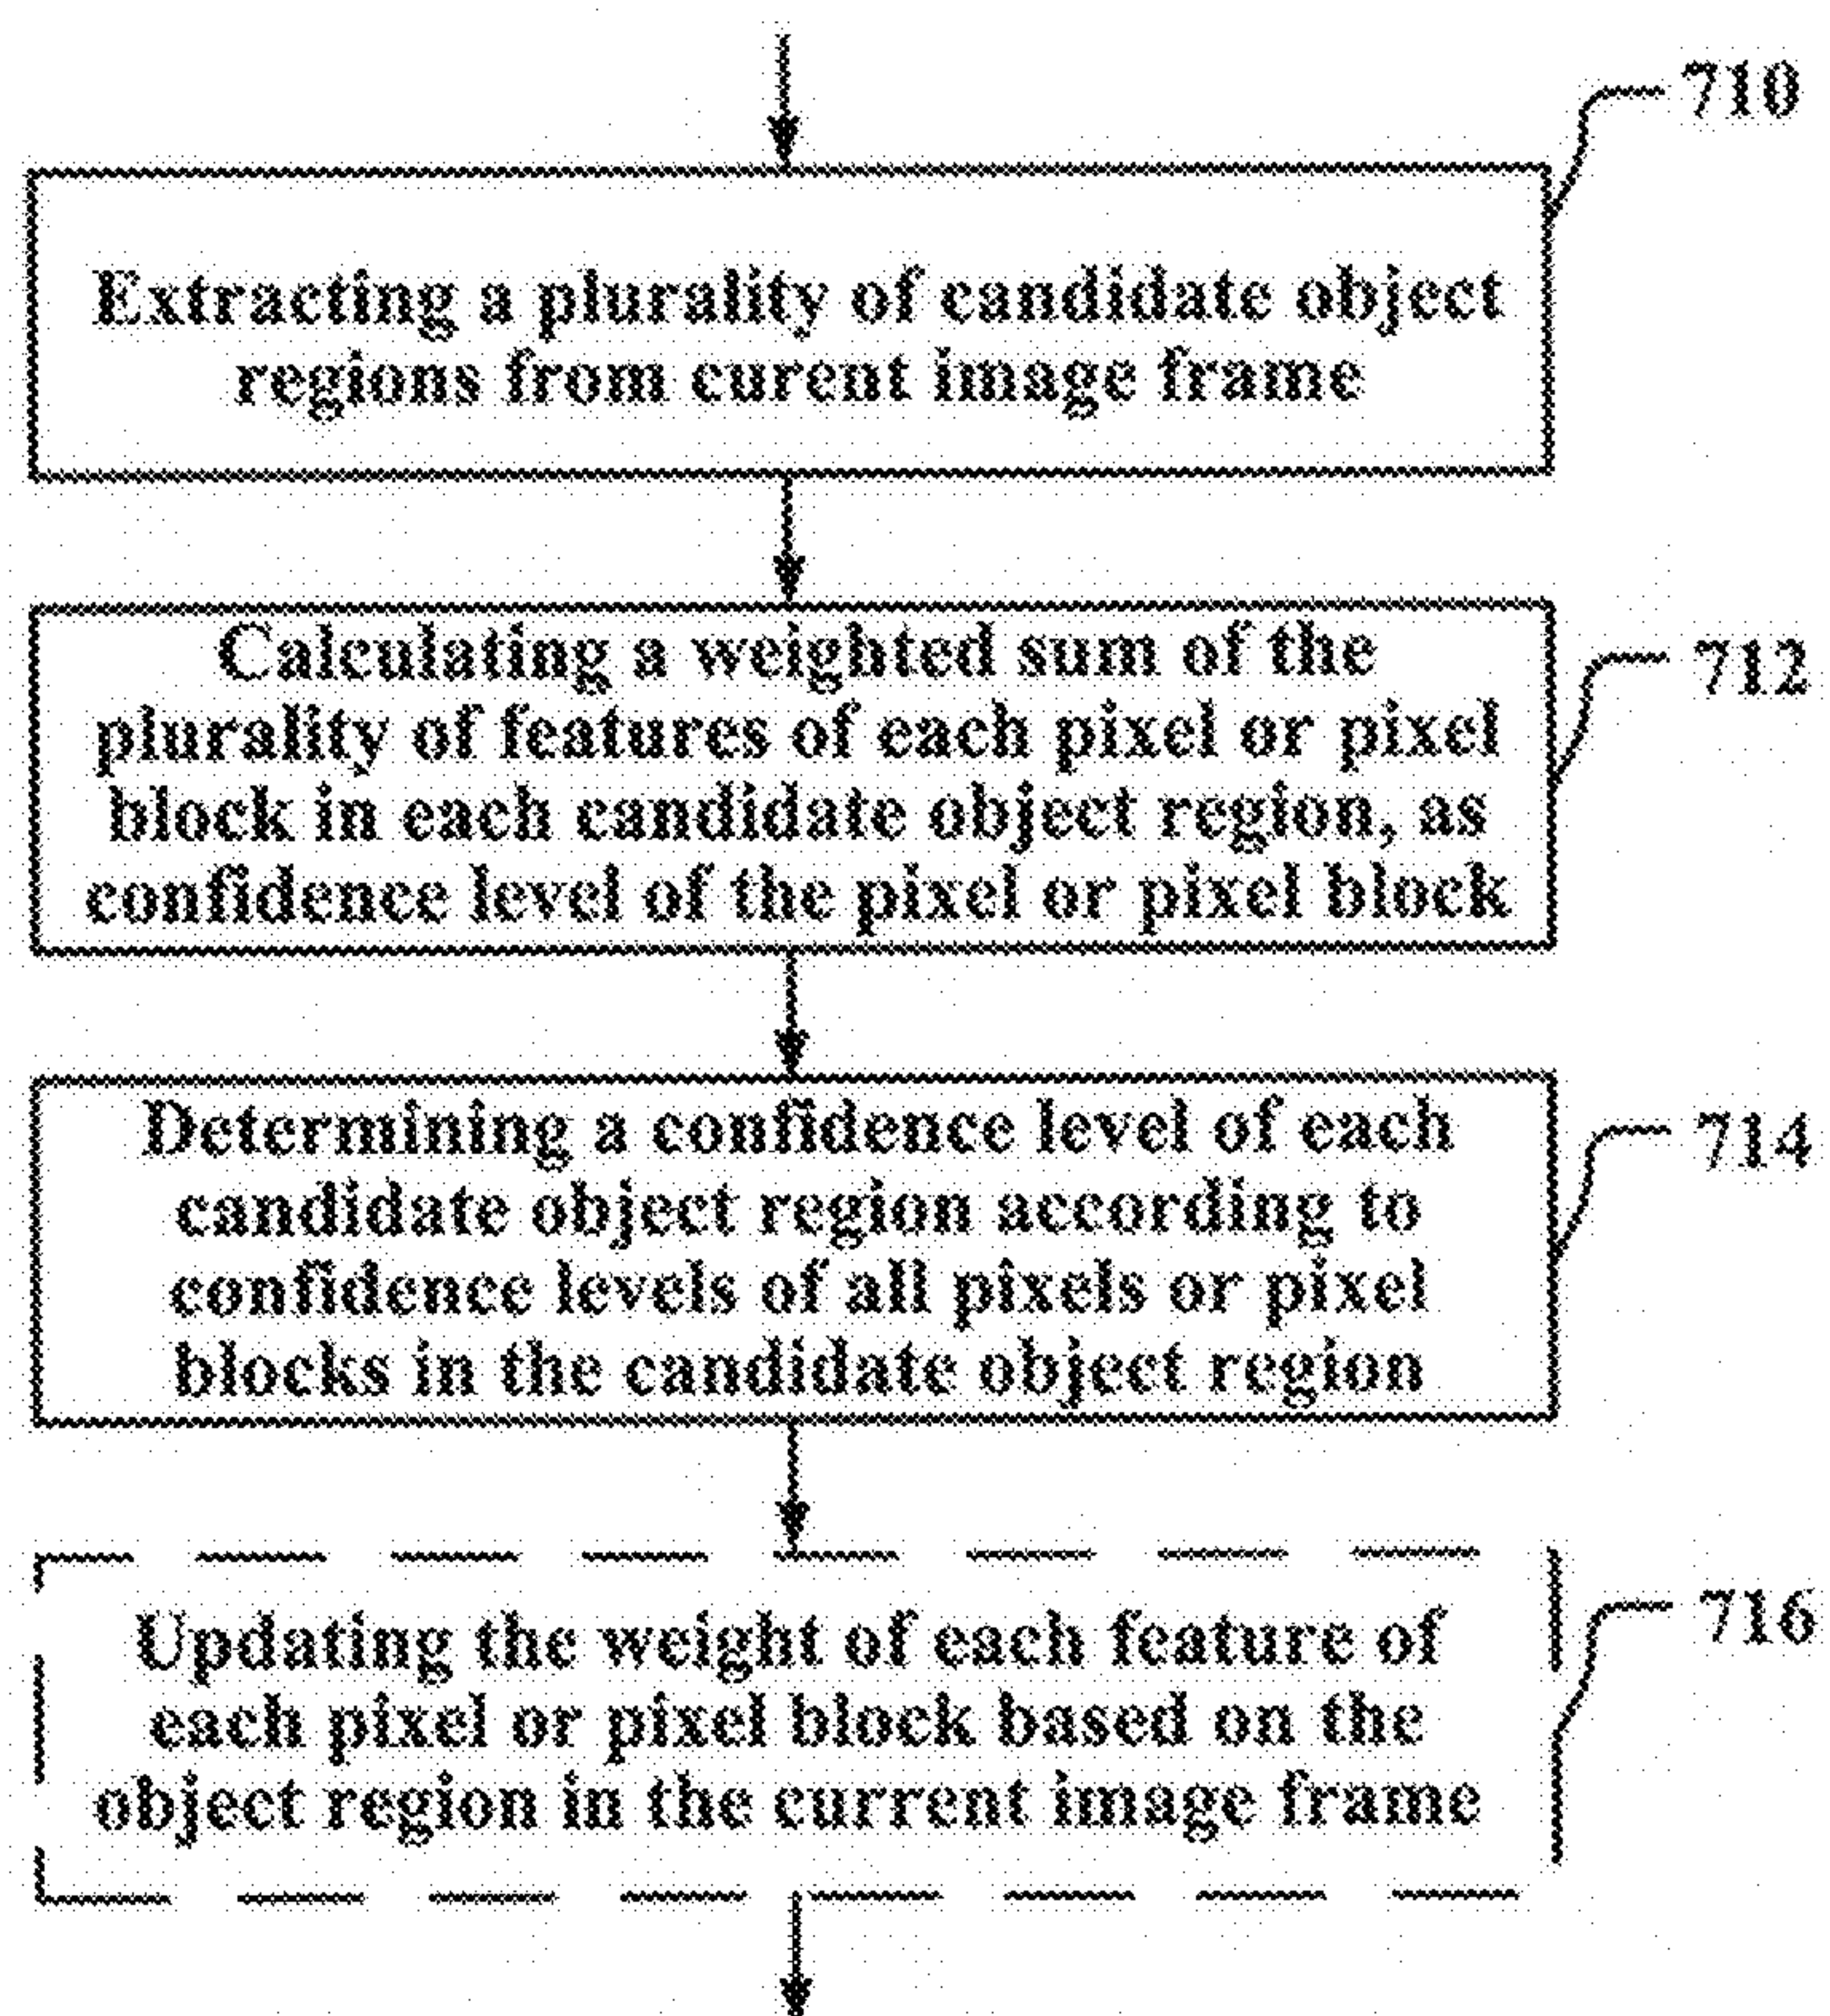 710
Extracting a plurality of candidate object
regions from curent image frame
Calculating a weighted sum of the
plurality of features of each pixel or pixel
block in each candidate object region, as
confidence level of the pixel or pixel block
712
Determining a confidence level of each
candidate object region according to
confidence levels of all pixels or pixel
blocks in the candidate object region
714
Updating the weight of each feature of
each pixel or pixel block based on the
object region in the current image frame
716